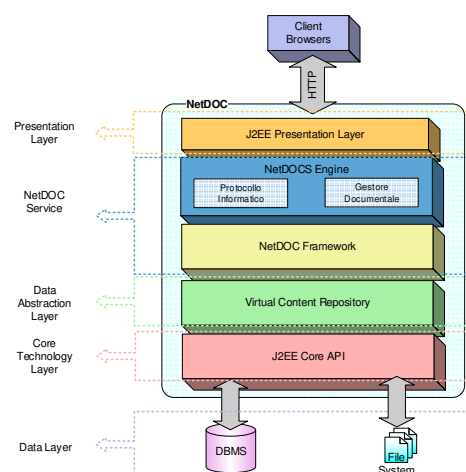 Client
Browsers
HTTP
NetDOC
Presentation
Layer
J2EE Presentation Layer
NetDOCS Engine
Protocollo
Informatico
Gestore
Documentale
NetDOC
Service
NetDOC Framework
Data
Abstraction
Layer
Virtual Content Repository
Core
Technology
Layer
J2EE Core API
Data Layer
DBMS
File
System